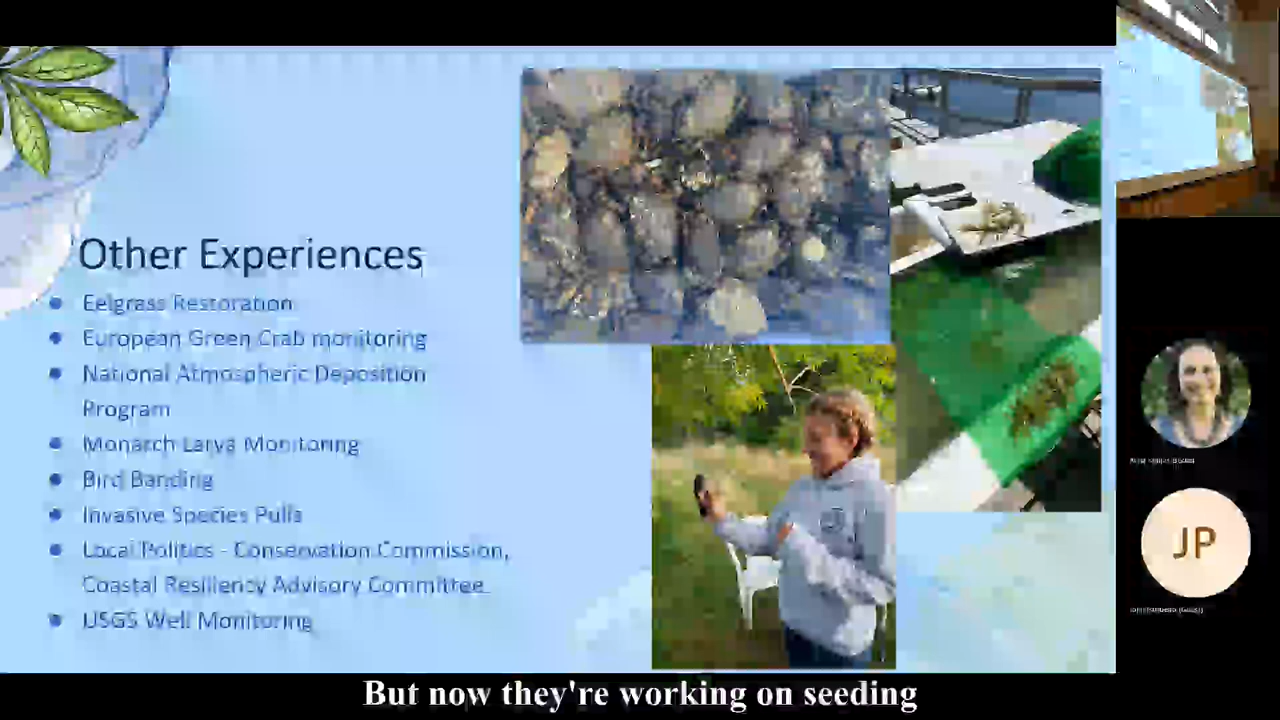 Other Experiences
Eelgrass Restoration
European Green Crab monitoring
National Atmospheric Deposition
Program
Monarch Larva Monitoring
Bird Banding
Invasive Species Pulls
Local Politics - Conservation Commission,
Coastal Resiliency Advisory Committee
USGS Well Monitoring
JP
But now they're working on seeding